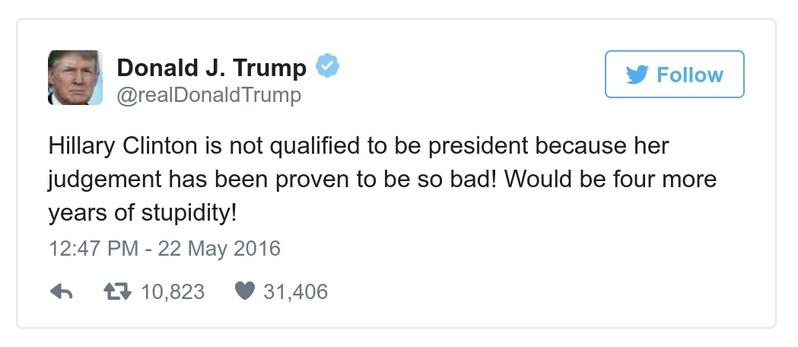 Donald J. Trump
@realDonaldTrump
Follow
Hillary Clinton is not qualified to be president because her
judgement has been proven to be so bad! Would be four more
years of stupidity!
12:47 PM - 22 May 2016
10,823 31,406